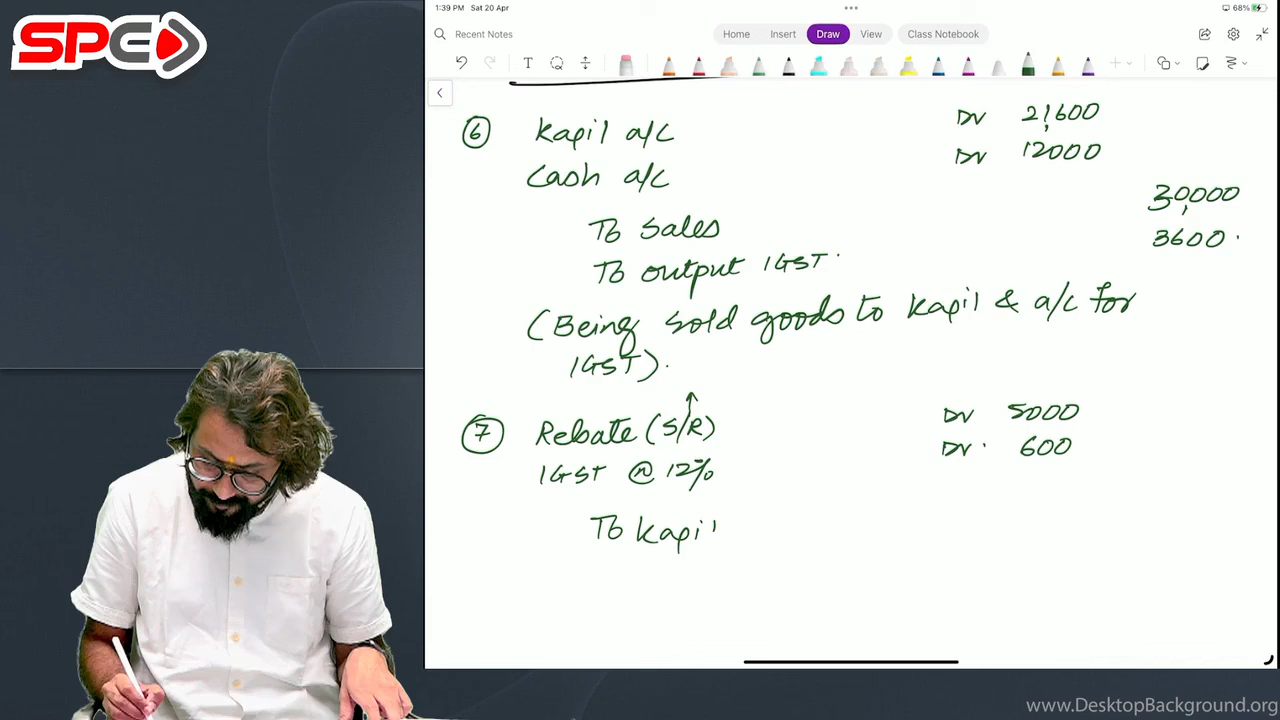 SPED
1:39 PM Sat 20 Apr
68%
Recent Notes
Home Insert Draw View Class Notebook
6 Kapil a/c Dr 21,600
Cash a/c Dr 12000
To Sales 30,000
To output IGST 3600
(Being sold goods to Kapil & a/c for
IGST).
7 Rebate (S/R) Dr 5000
IGST @ 12% Dr. 600
To Kapil
www.DesktopBackground.org